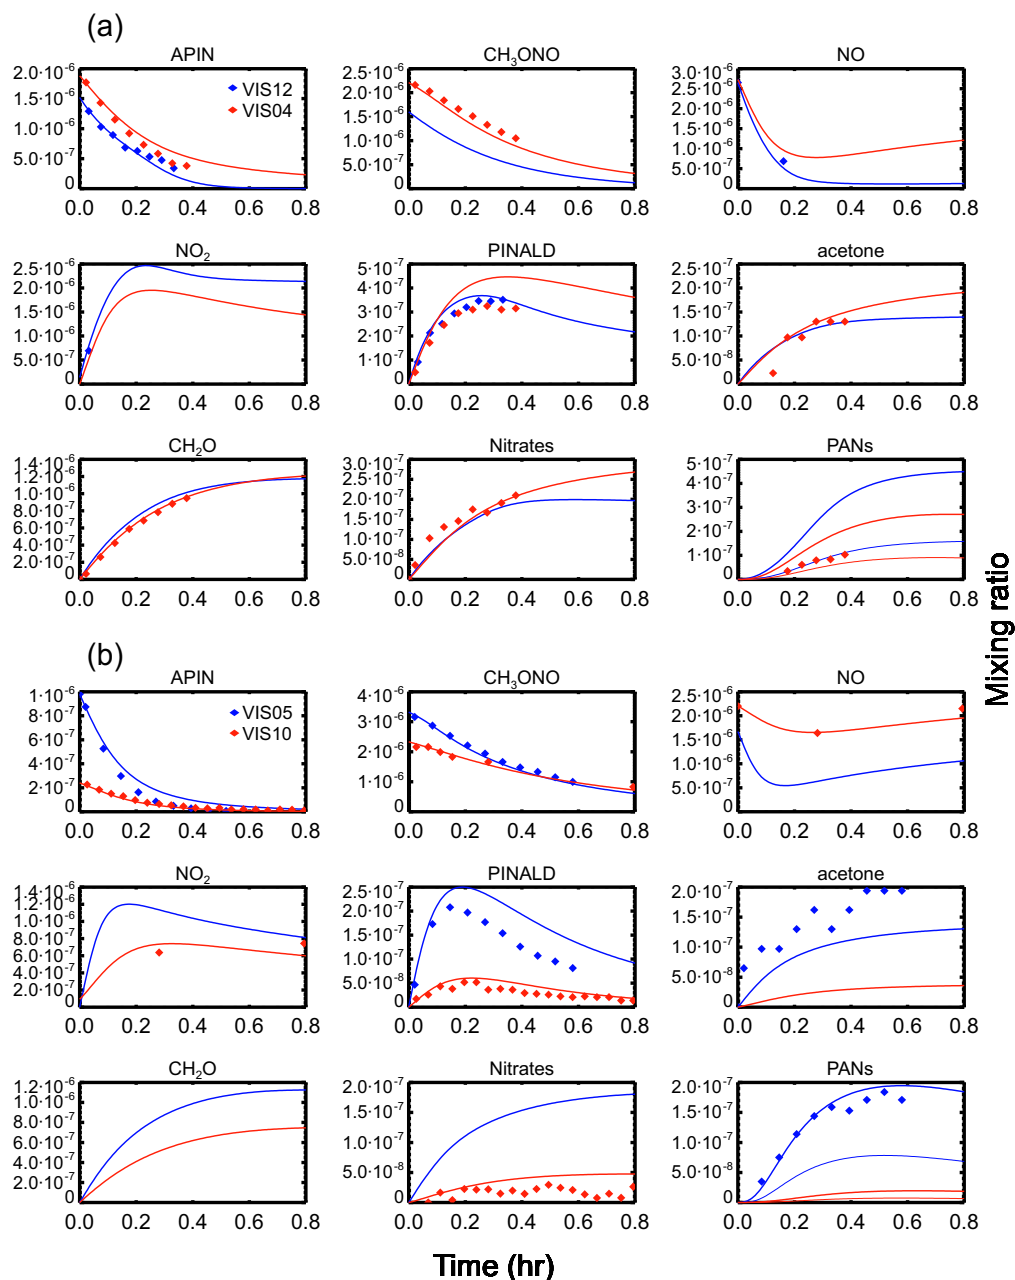 (a)
APIN
CH₃ONO
NO
2.0·10⁻⁶
1.5·10⁻⁶
1.0·10⁻⁶
5.0·10⁻⁷
0
VIS12
VIS04
0.0 0.2 0.4 0.6 0.8
2.5·10⁻⁶
2.0·10⁻⁶
1.5·10⁻⁶
1.0·10⁻⁶
5.0·10⁻⁷
0
0.0 0.2 0.4 0.6 0.8
3.0·10⁻⁶
2.5·10⁻⁶
2.0·10⁻⁶
1.5·10⁻⁶
1.0·10⁻⁶
5.0·10⁻⁷
0
0.0 0.2 0.4 0.6 0.8
NO₂
PINALD
acetone
2.5·10⁻⁶
2.0·10⁻⁶
1.5·10⁻⁶
1.0·10⁻⁶
5.0·10⁻⁷
0
0.0 0.2 0.4 0.6 0.8
5·10⁻⁷
4·10⁻⁷
3·10⁻⁷
2·10⁻⁷
1·10⁻⁷
0
0.0 0.2 0.4 0.6 0.8
2.5·10⁻⁷
2.0·10⁻⁷
1.5·10⁻⁷
1.0·10⁻⁷
5.0·10⁻⁸
0
0.0 0.2 0.4 0.6 0.8
CH₂O
Nitrates
PANs
1.4·10⁻⁶
1.2·10⁻⁶
1.0·10⁻⁶
8.0·10⁻⁷
6.0·10⁻⁷
4.0·10⁻⁷
2.0·10⁻⁷
0
0.0 0.2 0.4 0.6 0.8
3.0·10⁻⁷
2.5·10⁻⁷
2.0·10⁻⁷
1.5·10⁻⁷
1.0·10⁻⁷
5.0·10⁻⁸
0
0.0 0.2 0.4 0.6 0.8
5·10⁻⁷
4·10⁻⁷
3·10⁻⁷
2·10⁻⁷
1·10⁻⁷
0
0.0 0.2 0.4 0.6 0.8
Mixing ratio
(b)
APIN
CH₃ONO
NO
1·10⁻⁶
8·10⁻⁷
6·10⁻⁷
4·10⁻⁷
2·10⁻⁷
0
VIS05
VIS10
0.0 0.2 0.4 0.6 0.8
4·10⁻⁶
3·10⁻⁶
2·10⁻⁶
1·10⁻⁶
0
0.0 0.2 0.4 0.6 0.8
2.5·10⁻⁶
2.0·10⁻⁶
1.5·10⁻⁶
1.0·10⁻⁶
5.0·10⁻⁷
0
0.0 0.2 0.4 0.6 0.8
NO₂
PINALD
acetone
1.4·10⁻⁶
1.2·10⁻⁶
1.0·10⁻⁶
8.0·10⁻⁷
6.0·10⁻⁷
4.0·10⁻⁷
2.0·10⁻⁷
0
0.0 0.2 0.4 0.6 0.8
2.5·10⁻⁷
2.0·10⁻⁷
1.5·10⁻⁷
1.0·10⁻⁷
5.0·10⁻⁸
0
0.0 0.2 0.4 0.6 0.8
2.0·10⁻⁷
1.5·10⁻⁷
1.0·10⁻⁷
5.0·10⁻⁸
0
0.0 0.2 0.4 0.6 0.8
CH₂O
Nitrates
PANs
1.2·10⁻⁶
1.0·10⁻⁶
8.0·10⁻⁷
6.0·10⁻⁷
4.0·10⁻⁷
2.0·10⁻⁷
0
0.0 0.2 0.4 0.6 0.8
2.0·10⁻⁷
1.5·10⁻⁷
1.0·10⁻⁷
5.0·10⁻⁸
0
0.0 0.2 0.4 0.6 0.8
2.0·10⁻⁷
1.5·10⁻⁷
1.0·10⁻⁷
5.0·10⁻⁸
0
0.0 0.2 0.4 0.6 0.8
Time (hr)